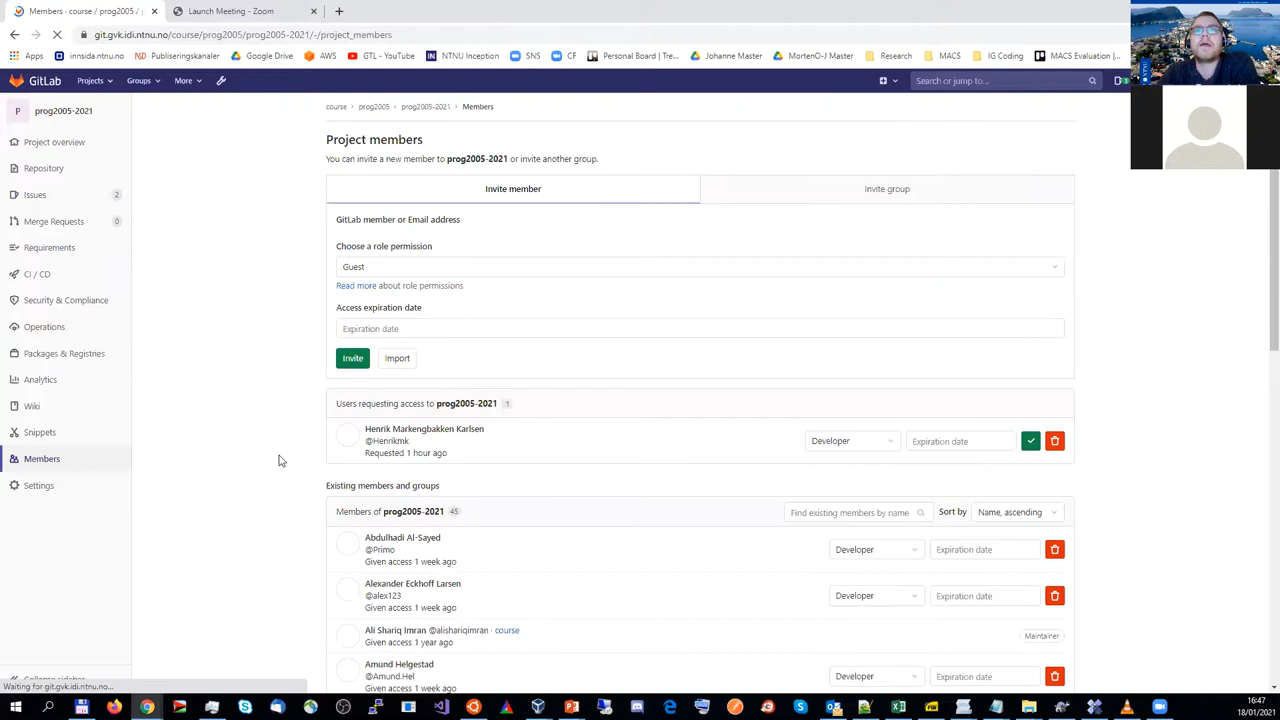 Members · course / prog2005 / p
Launch Meeting - Zoom
git.gvk.idi.ntnu.no/course/prog2005/prog2005-2021/-/project_members
Apps
innsida.ntnu.no
Publiseringskanaler
Google Drive
AWS
GTL - YouTube
NTNU Inception
SNS
CF
Personal Board | Tre...
Johanne Master
MortenO-J Master
Research
MACS
IG Coding
MACS Evaluation |
GitLab
Projects
Groups
More
Search or jump to...
P
prog2005-2021
Project overview
Repository
Issues
2
Merge Requests
0
Requirements
CI / CD
Security & Compliance
Operations
Packages & Registries
Analytics
Wiki
Snippets
Members
Settings
Collapse sidebar
Waiting for git.gvk.idi.ntnu.no...
course > prog2005 > prog2005-2021 > Members
Project members
You can invite a new member to prog2005-2021 or invite another group.
Invite member
Invite group
GitLab member or Email address
Choose a role permission
Guest
Read more about role permissions
Access expiration date
Expiration date
Invite
Import
Users requesting access to prog2005-2021 1
Henrik Markengbakken Karlsen
@Henrikmk
Requested 1 hour ago
Developer
Expiration date
Existing members and groups
Members of prog2005-2021 45
Find existing members by name
Sort by
Name, ascending
Abdulhadi Al-Sayed
@Primo
Given access 1 week ago
Developer
Expiration date
Alexander Eckhoff Larsen
@alex123
Given access 1 week ago
Developer
Expiration date
Ali Shariq Imran @alishariqimran · course
Given access 1 year ago
Maintainer
Amund Helgestad
@Amund.Hel
Given access 1 week ago
Developer
Expiration date
16:47
18/01/2021